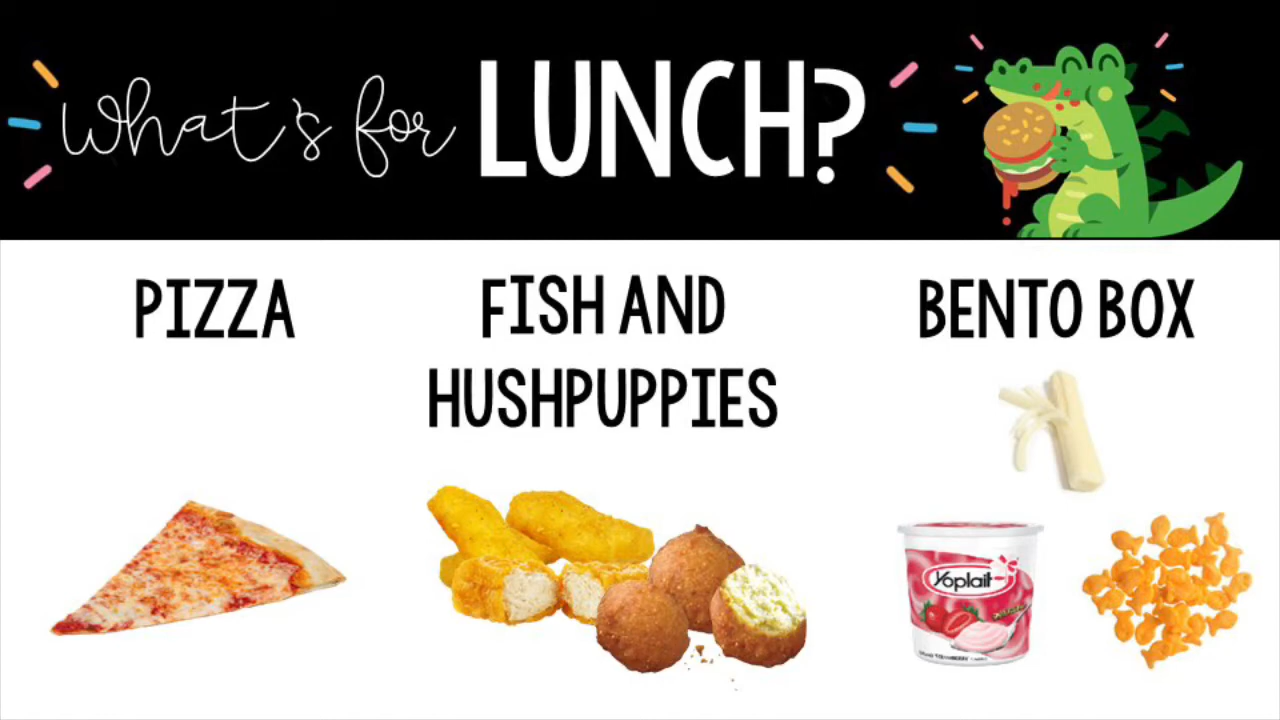 What's for LUNCH?
PIZZA
FISH AND
HUSHPUPPIES
BENTO BOX
Yoplait